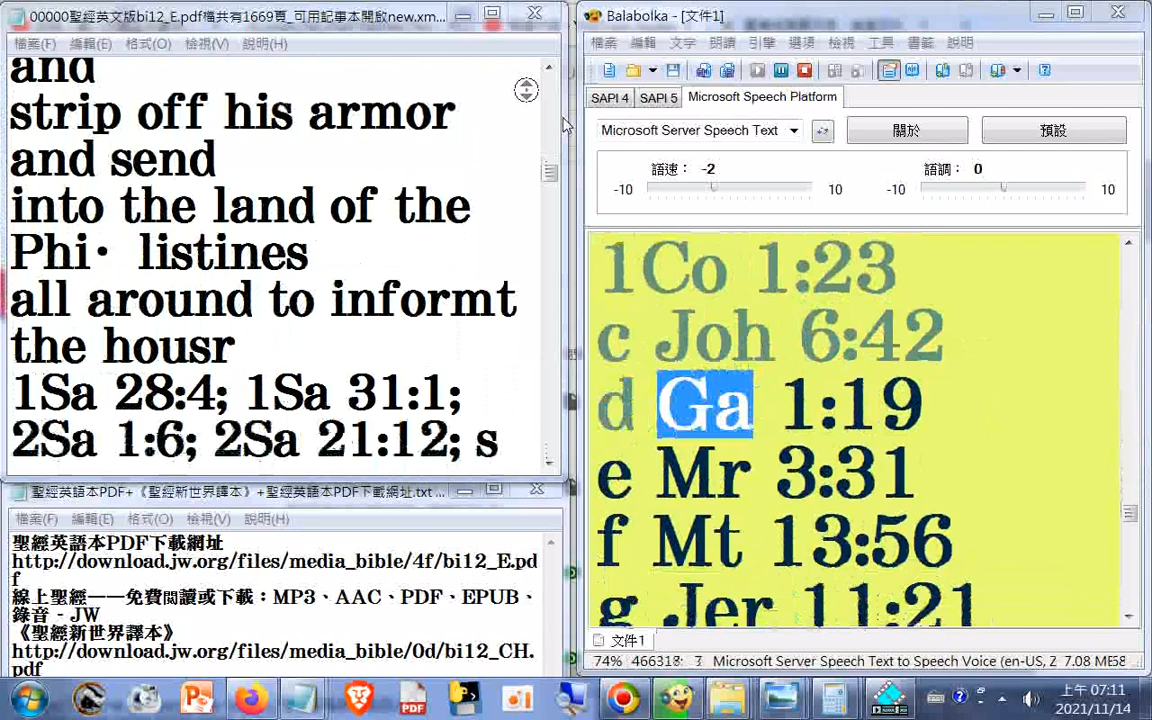 00000聖經英文版bi12_E.pdf檔共有1669頁_可用記事本開啟new.xm...
檔案(F) 編輯(E) 格式(O) 檢視(V) 說明(H)
and
strip off his armor
and send
into the land of the
Phi· listines
all around to informt
the housr
1Sa 28:4; 1Sa 31:1;
2Sa 1:6; 2Sa 21:12; s
聖經英語本PDF+《聖經新世界譯本》+聖經英語本PDF下載網址.txt ...
檔案(F) 編輯(E) 格式(O) 檢視(V) 說明(H)
聖經英語本PDF下載網址
http://download.jw.org/files/media_bible/4f/bi12_E.pd
f
線上聖經——免費閱讀或下載：MP3、AAC、PDF、EPUB、
錄音 - JW
《聖經新世界譯本》
http://download.jw.org/files/media_bible/0d/bi12_CH.
pdf
Balabolka - [文件1]
檔案 編輯 文字 朗讀 引擎 選項 檢視 工具 書籤 說明
SAPI 4 SAPI 5 Microsoft Speech Platform
Microsoft Server Speech Text 關於 預設
語速： -2 語調： 0
-10 10 -10 10
1Co 1:23
c Joh 6:42
d Ga 1:19
e Mr 3:31
f Mt 13:56
g Jer 11:21
文件1
74% 466318: 7 Microsoft Server Speech Text to Speech Voice (en-US, Z 7.08 ME58
上午 07:11
2021/11/14